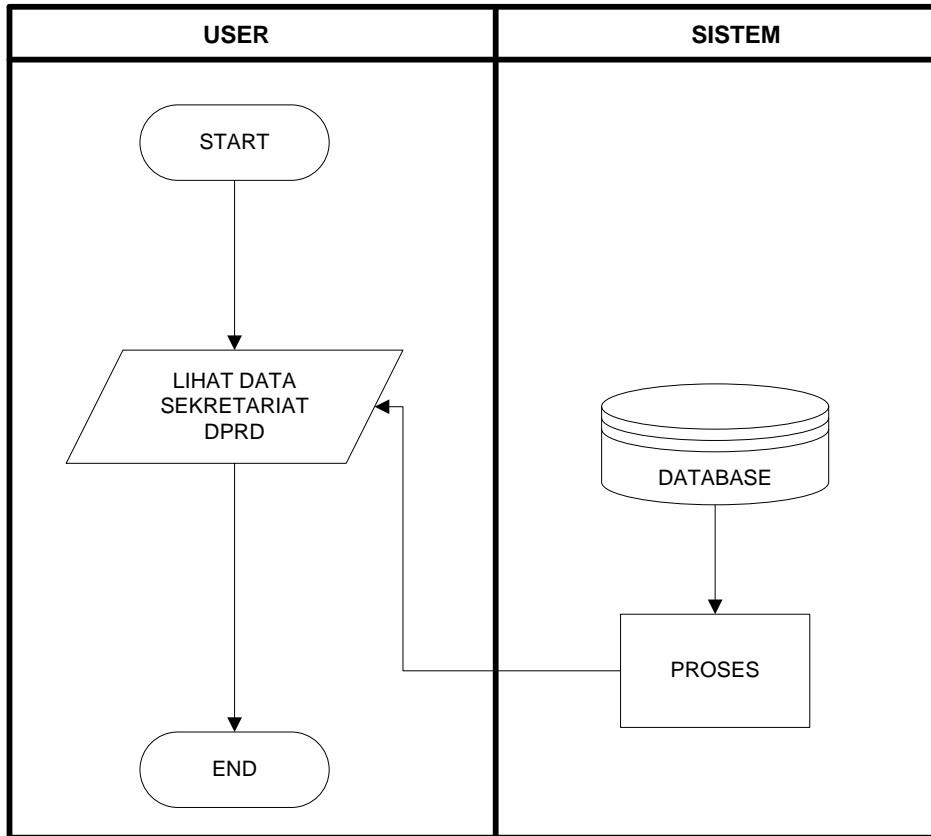 USER
SISTEM
START
LIHAT DATA
SEKRETARIAT
DPRD
DATABASE
PROSES
END